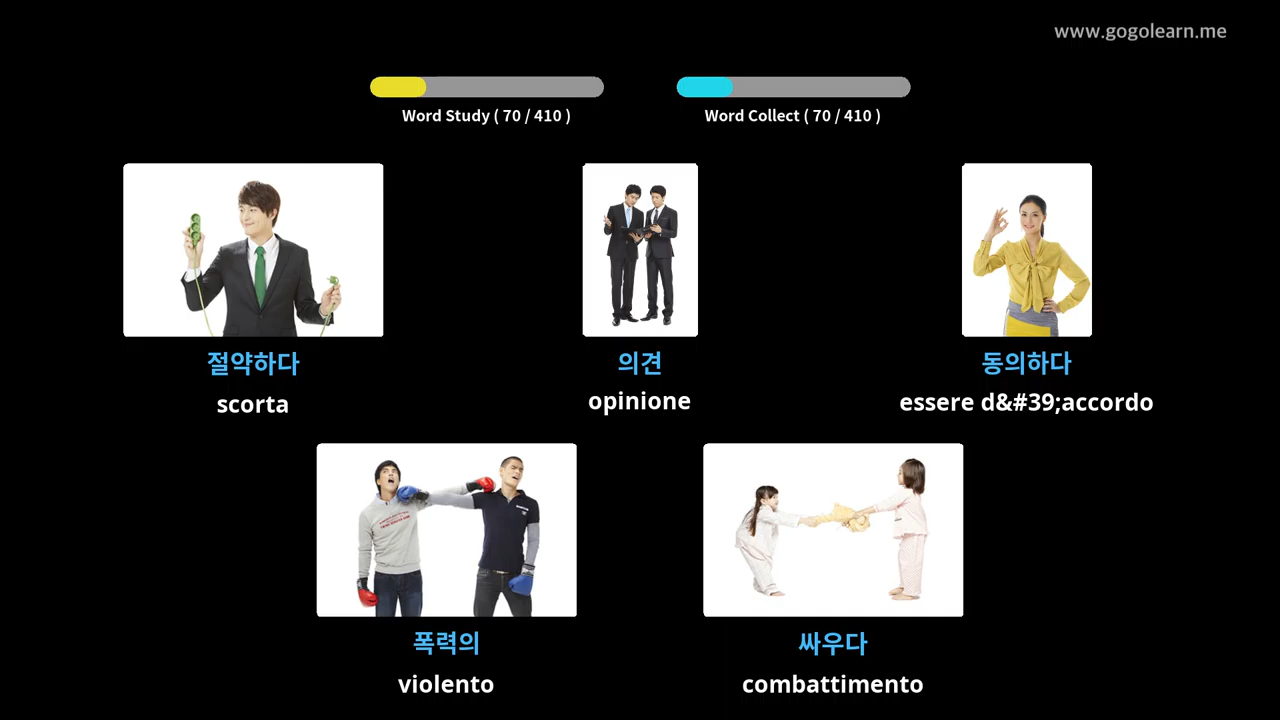 www.gogolearn.me
Word Study ( 70 / 410 )
Word Collect ( 70 / 410 )
절약하다
scorta
의견
opinione
동의하다
essere d&#39;accordo
폭력의
violento
싸우다
combattimento